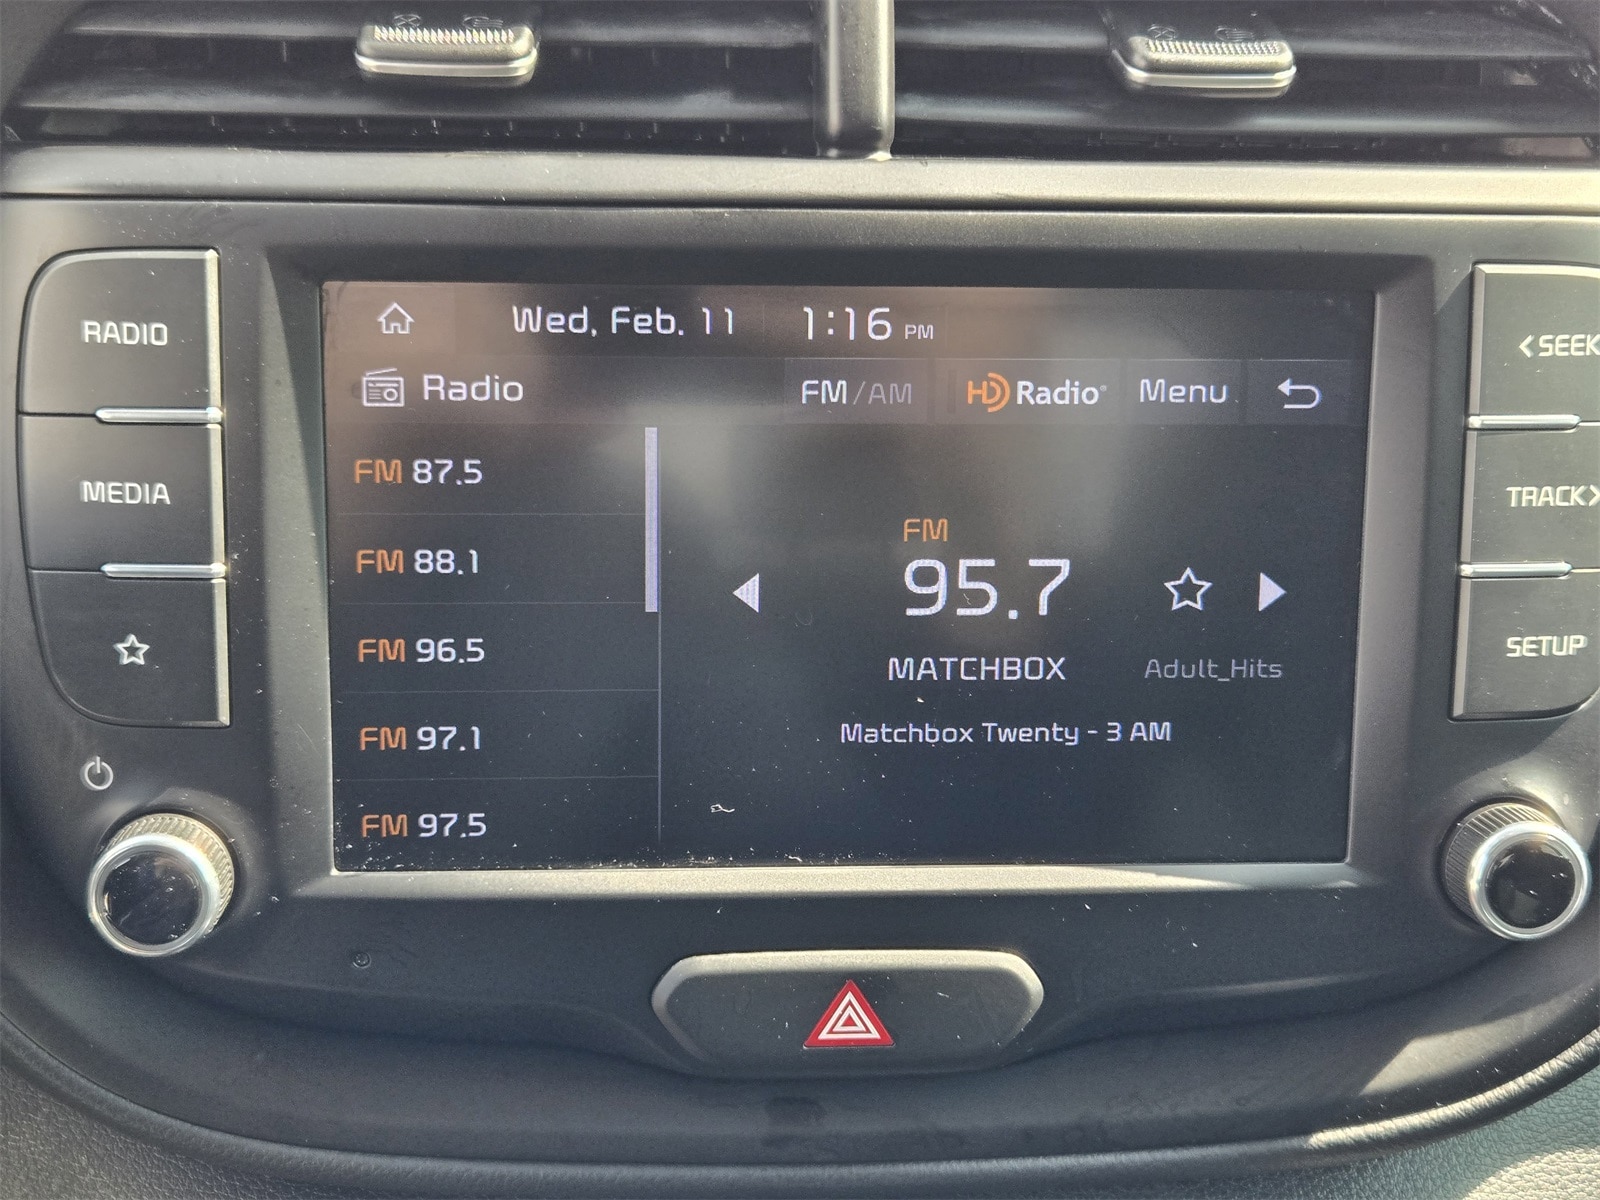 Wed, Feb. 11 1:16 PM
Radio FM/AM HD Radio Menu
RADIO
MEDIA
FM 87.5
FM 88.1
FM 96.5
FM 97.1
FM 97.5
FM
95.7
MATCHBOX Adult_Hits
Matchbox Twenty - 3 AM
< SEEK
TRACK >
SETUP